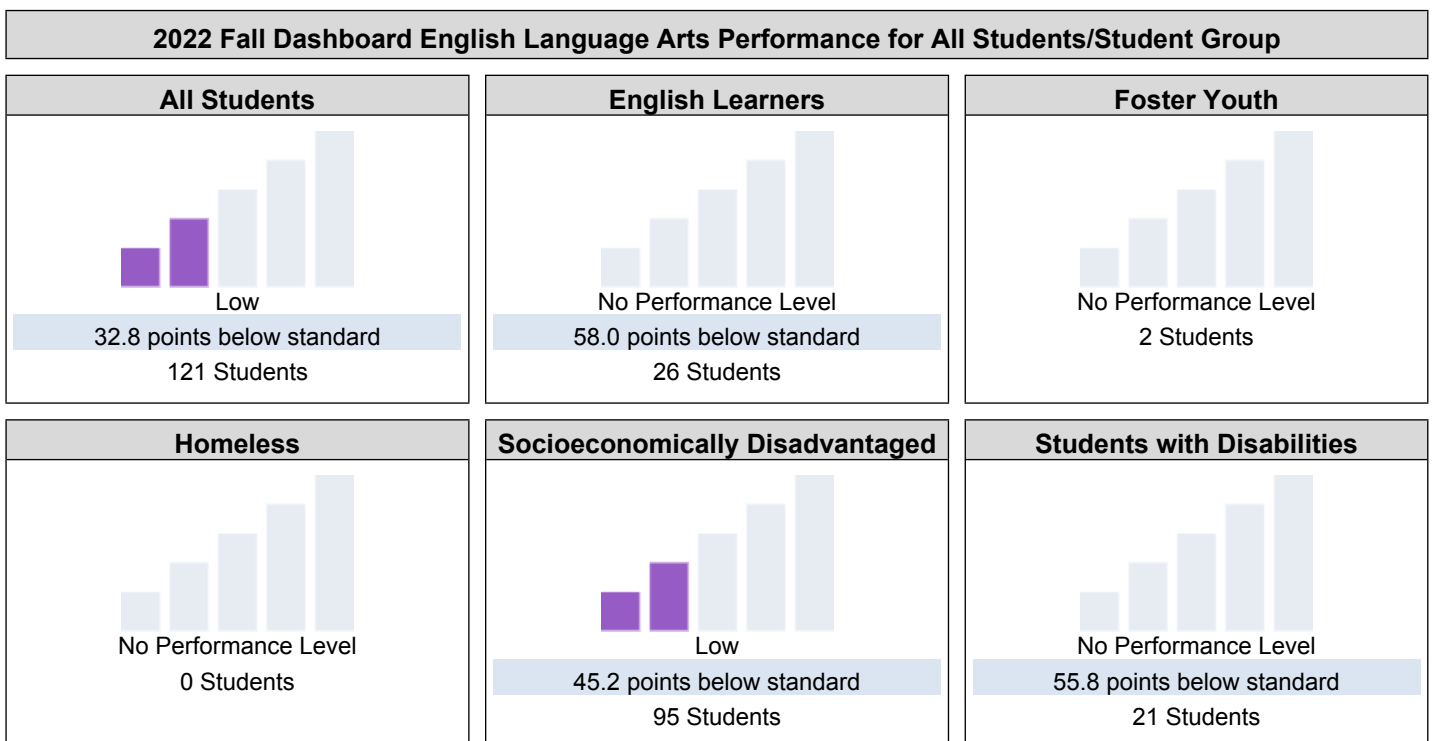 2022 Fall Dashboard English Language Arts Performance for All Students/Student Group
All Students
Low
32.8 points below standard
121 Students
English Learners
No Performance Level
58.0 points below standard
26 Students
Foster Youth
No Performance Level
2 Students
Homeless
No Performance Level
0 Students
Socioeconomically Disadvantaged
Low
45.2 points below standard
95 Students
Students with Disabilities
No Performance Level
55.8 points below standard
21 Students